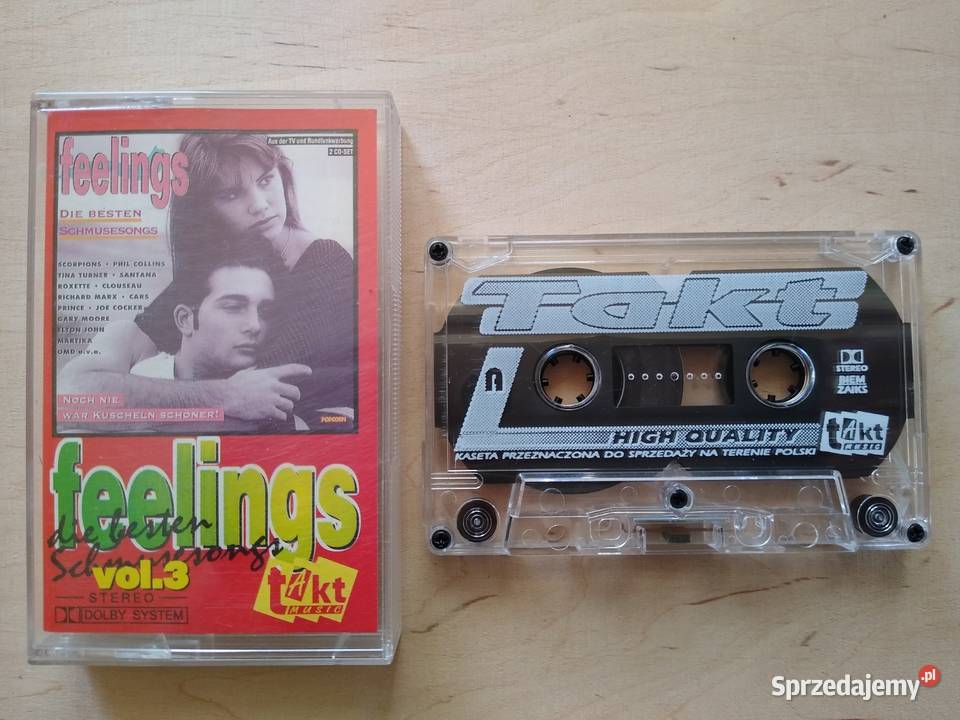 Aus der TV und Rundfunkwerbung
2 CD-SET
feelings
DIE BESTEN
SCHMUSESONGS
SCORPIONS • PHIL COLLINS
TINA TURNER • SANTANA
ROXETTE • CLOUSEAU
RICHARD MARX • CARS
PRINCE • JOE COCKER
GARY MOORE
ELTON JOHN
MARTIKA
OMD u.v.a.
NOCH NIE
WAR KUSCHELN SCHÖNER!
POPCORN
feelings
die besten
Schmusesongs
vol.3
STEREO
DOLBY SYSTEM
takt
MUSIC
Takt
A
STEREO
BIEM
ZAIKS
HIGH QUALITY
takt
MUSIC
KASETA PRZEZNACZONA DO SPRZEDAŻY NA TERENIE POLSKI
Sprzedajemy.pl